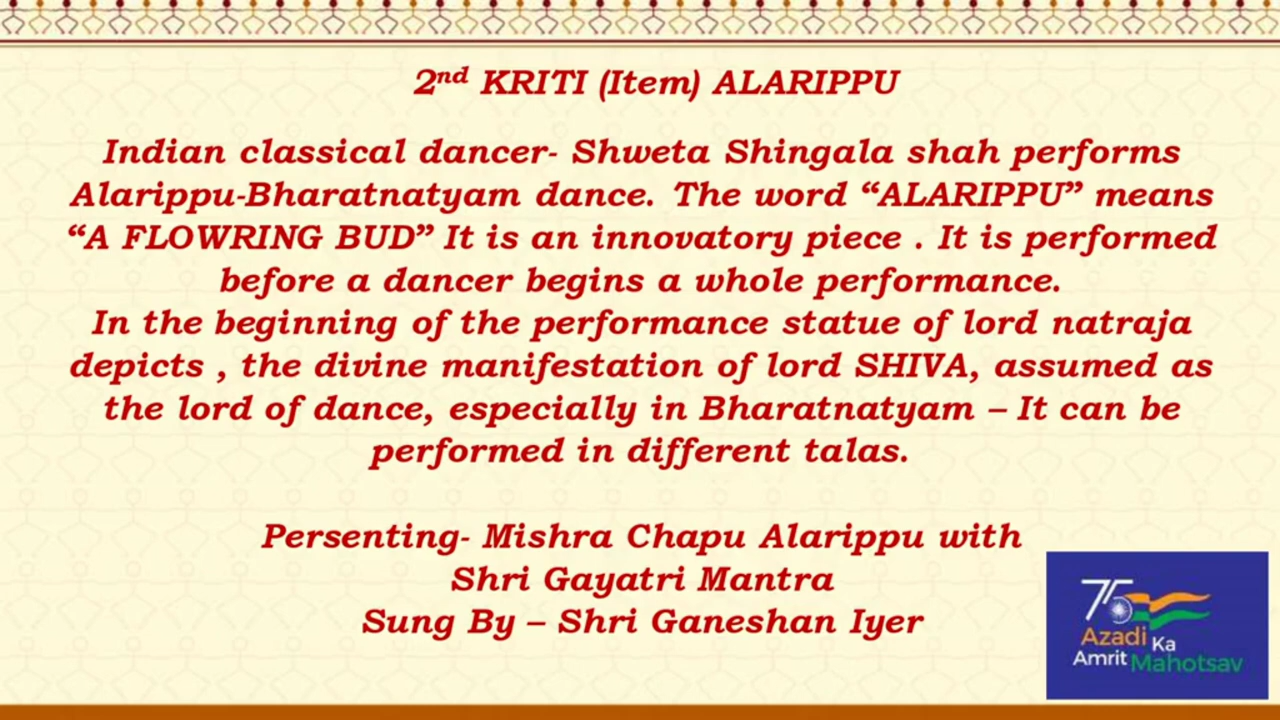 2nd KRITI (Item) ALARIPPU
Indian classical dancer- Shweta Shingala shah performs
Alarippu-Bharatnatyam dance. The word “ALARIPPU” means
“A FLOWRING BUD” It is an innovatory piece . It is performed
before a dancer begins a whole performance.
In the beginning of the performance statue of lord natraja
depicts , the divine manifestation of lord SHIVA, assumed as
the lord of dance, especially in Bharatnatyam – It can be
performed in different talas.
Persenting- Mishra Chapu Alarippu with
Shri Gayatri Mantra
Sung By – Shri Ganeshan Iyer
75
Azadi Ka
Amrit Mahotsav